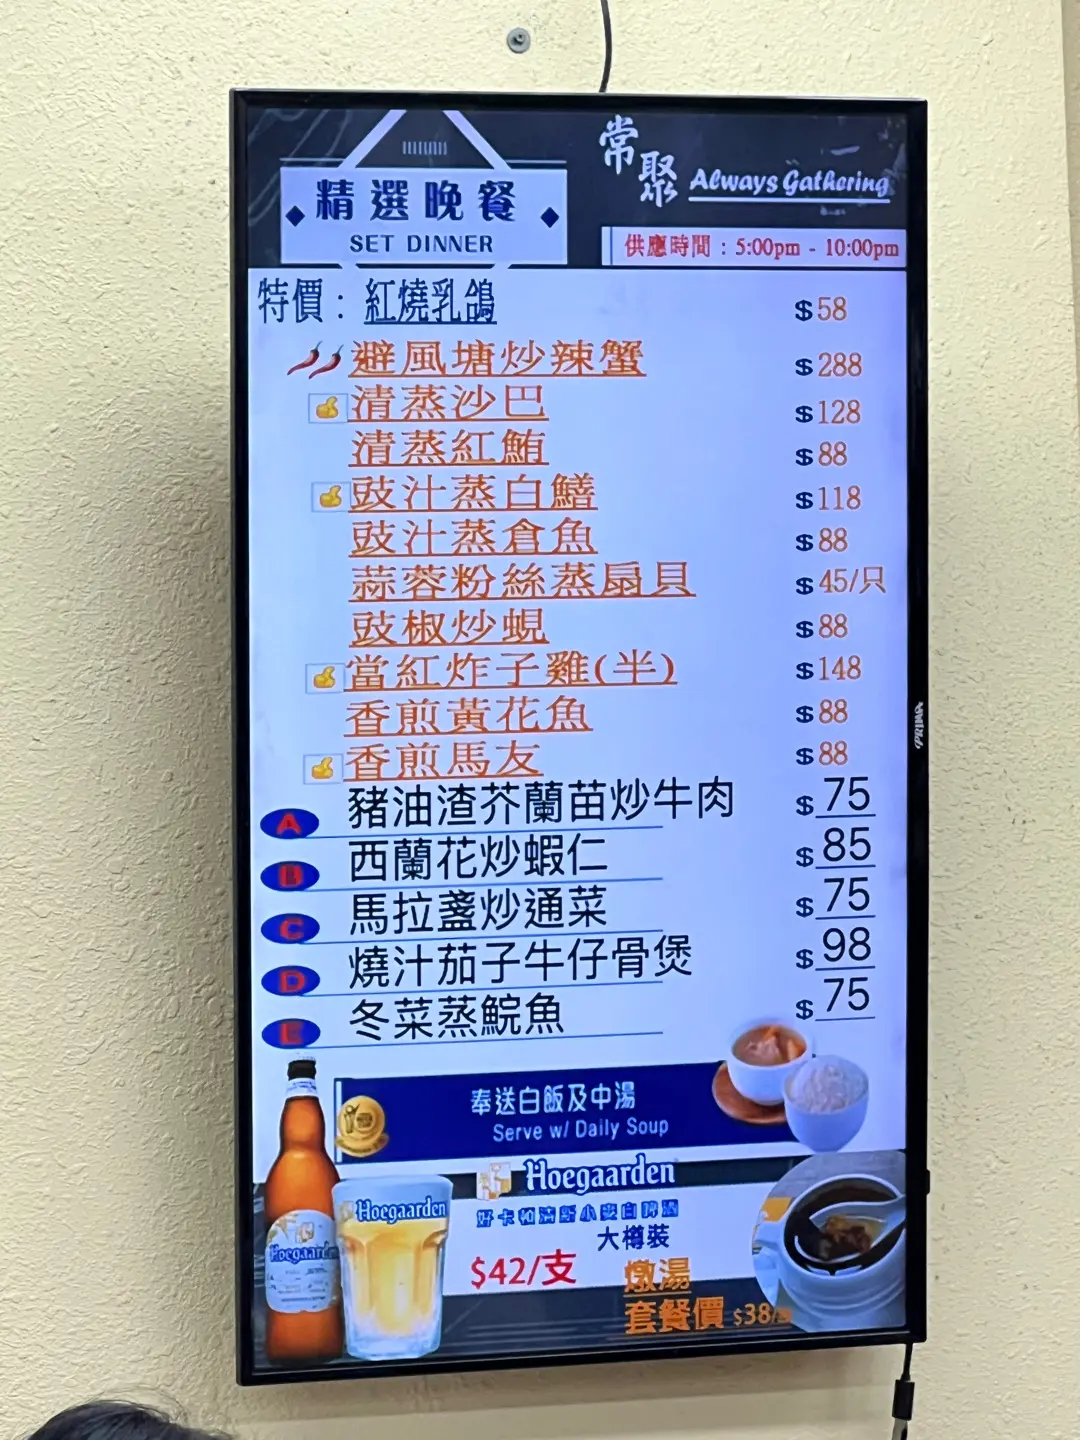 常聚 Always Gathering
精選晚餐
SET DINNER
供應時間：5:00pm - 10:00pm
特價：紅燒乳鴿 $58
避風塘炒辣蟹 $288
清蒸沙巴 $128
清蒸紅鮪 $88
豉汁蒸白鱔 $118
豉汁蒸倉魚 $88
蒜蓉粉絲蒸扇貝 $45/只
豉椒炒蜆 $88
當紅炸子雞(半) $148
香煎黃花魚 $88
香煎馬友 $88
A 豬油渣芥蘭苗炒牛肉 $75
B 西蘭花炒蝦仁 $85
C 馬拉盞炒通菜 $75
D 燒汁茄子牛仔骨煲 $98
E 冬菜蒸鯇魚 $75
奉送白飯及中湯
Serve w/ Daily Soup
Hoegaarden
Hoegaarden
Hoegaarden
大樽裝
$42/支
燉湯
套餐價 $38
PRIMA